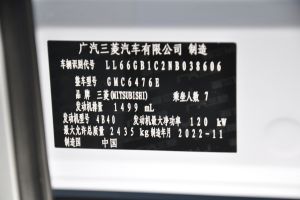 广汽三菱汽车有限公司 制造
车辆识别代号 LL66GB1C2NB038606
整车型号 GMC6476E
品 牌 三菱(MITSUBISHI) 乘坐人数 7
发动机排量 1499 mL
发动机型号 4B40 发动机最大净功率 120 kW
最大允许总质量 2435 kg 制造年月 2022-11
制造国 中国